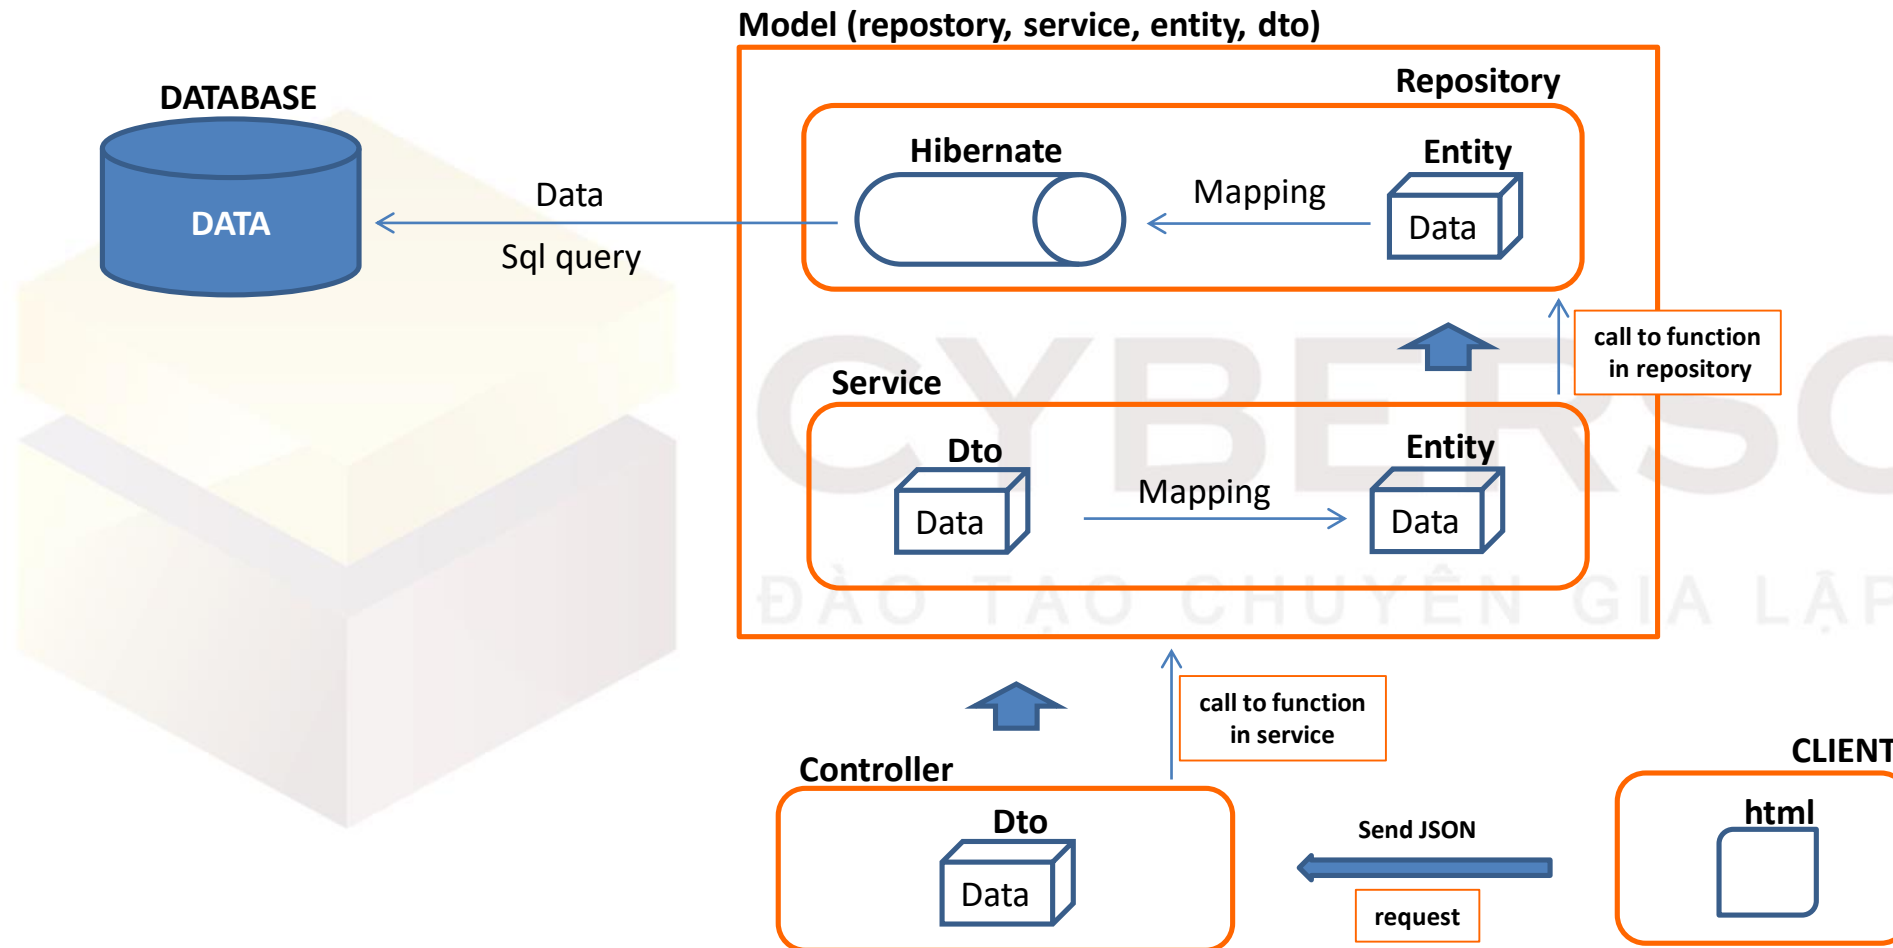 Model (repostory, service, entity, dto)
DATABASE
DATA
Data
Sql query
Repository
Hibernate
Mapping
Entity
Data
call to function
in repository
CYBERSO
Service
Dto
Data
Mapping
Entity
Data
ĐÀO TẠO CHUYÊN GIA LẬP
call to function
in service
Controller
Dto
Data
Send JSON
request
CLIENT
html